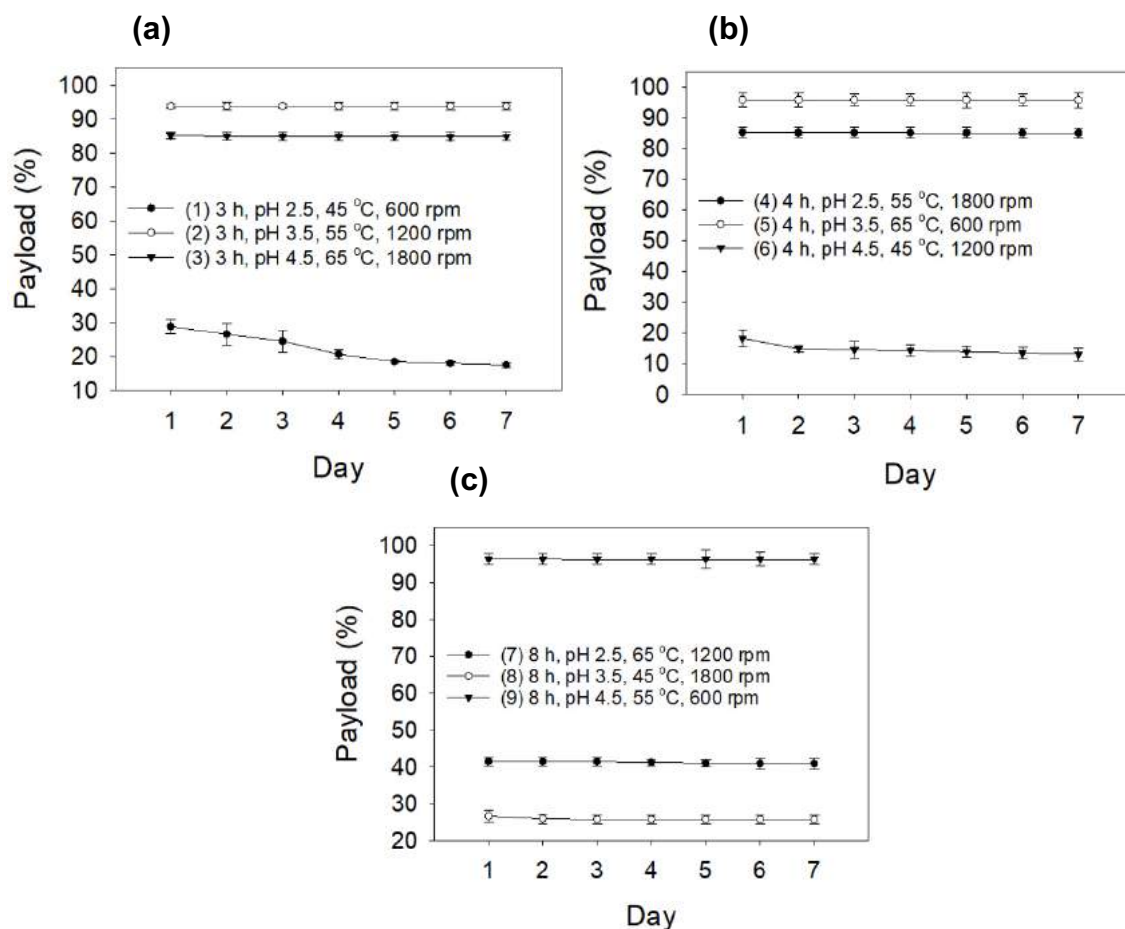 (a)
100
90
80
70
60
50
40
30
20
10
Payload (%)
(1) 3 h, pH 2.5, 45 °C, 600 rpm
(2) 3 h, pH 3.5, 55 °C, 1200 rpm
(3) 3 h, pH 4.5, 65 °C, 1800 rpm
1 2 3 4 5 6 7
Day
(b)
100
90
80
70
60
50
40
30
20
10
0
Payload (%)
(4) 4 h, pH 2.5, 55 °C, 1800 rpm
(5) 4 h, pH 3.5, 65 °C, 600 rpm
(6) 4 h, pH 4.5, 45 °C, 1200 rpm
1 2 3 4 5 6 7
Day
(c)
100
90
80
70
60
50
40
30
20
Payload (%)
(7) 8 h, pH 2.5, 65 °C, 1200 rpm
(8) 8 h, pH 3.5, 45 °C, 1800 rpm
(9) 8 h, pH 4.5, 55 °C, 600 rpm
1 2 3 4 5 6 7
Day